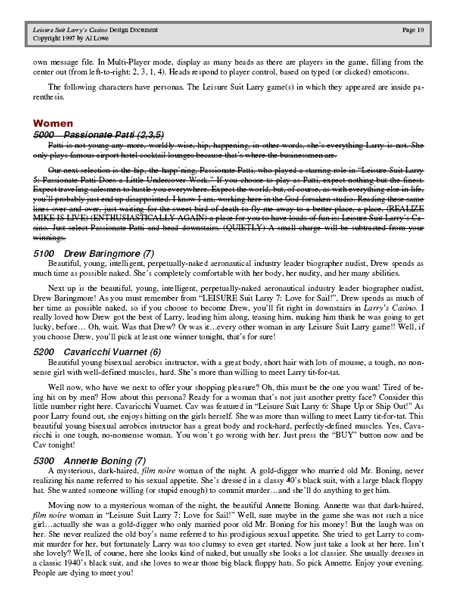 Leisure Suit Larry's Casino Design Document
Page 10
Copyright 1997 by Al Lowe
own message file. In Multi-Player mode, display as many heads as there are players in the game, filling from the
center out (from left-to-right: 2, 3, 1, 4). Heads respond to player control, based on typed (or clicked) emoticons.
The following characters have personas. The Leisure Suit Larry game(s) in which they appeared are inside pa-
renthesis.
Women
5000 Passionate Patti (2,3,5)
Patti is not young any more, worldly-wise, hip, happening, in other words, she's everything Larry is not. She
only plays famous airport hotel cocktail lounges because that's where the businessmen are.
Our next selection is the hip, the happ'ning, Passionate Patti, who played a starring role in "Leisure Suit Larry
5: Passionate Patti Does a Little Undercover Work." If you choose to play as Patti, expect nothing but the finest.
Expect traveling salesmen to hustle you everywhere. Expect the world, but, of course, as with everything else in life,
you'll probably just end up disappointed. I know I am, working here in the God-forsaken studio. Reading these same
lines over and over, just waiting for the sweet bird of death to fly me away to a better place, a place, (REALIZE
MIKE IS LIVE) (ENTHUSIASTICALLY AGAIN) a place for you to have loads of fun is: Leisure Suit Larry's Ca-
sino. Just select Passionate Patti and head downstairs. (QUIETLY) A small charge will be subtracted from your
winnings.
5100 Drew Baringmore (7)
Beautiful, young, intelligent, perpetually-naked aeronautical industry leader biographer nudist, Drew spends as
much time as possible naked. She's completely comfortable with her body, her nudity, and her many abilities.
Next up is the beautiful, young, intelligent, perpetually-naked aeronautical industry leader biographer nudist,
Drew Baringmore! As you must remember from "LEISURE Suit Larry 7: Love for Sail!", Drew spends as much of
her time as possible naked, so if you choose to become Drew, you'll fit right in downstairs in Larry's Casino. I
really loved how Drew got the best of Larry, leading him along, teasing him, making him think he was going to get
lucky, before… Oh, wait. Was that Drew? Or was it…every other woman in any Leisure Suit Larry game!! Well, if
you choose Drew, you'll pick at least one winner tonight, that's for sure!
5200 Cavaricchi Vuarnet (6)
Beautiful young bisexual aerobics instructor, with a great body, short hair with lots of mousse, a tough, no non-
sense girl with well-defined muscles, hard. She's more than willing to meet Larry tit-for-tat.
Well now, who have we next to offer your shopping pleasure? Oh, this must be the one you want! Tired of be-
ing hit on by men? How about this persona? Ready for a woman that's not just another pretty face? Consider this
little number right here. Cavaricchi Vuarnet. Cav was featured in "Leisure Suit Larry 6: Shape Up or Ship Out!" As
poor Larry found out, she enjoys hitting on the girls herself. She was more than willing to meet Larry tit-for-tat. This
beautiful young bisexual aerobics instructor has a great body and rock-hard, perfectly-defined muscles. Yes, Cava-
ricchi is one tough, no-nonsense woman. You won't go wrong with her. Just press the "BUY" button now and be
Cav tonight!
5300 Annette Boning (7)
A mysterious, dark-haired, film noire woman of the night. A gold-digger who married old Mr. Boning, never
realizing his name referred to his sexual appetite. She's dressed in a classy 40's black suit, with a large black floppy
hat. She wanted someone willing (or stupid enough) to commit murder…and she'll do anything to get him.
Moving now to a mysterious woman of the night, the beautiful Annette Boning. Annette was that dark-haired,
film noire woman in "Leisure Suit Larry 7: Love for Sail!" Well, sure maybe in the game she was not such a nice
girl…actually she was a gold-digger who only married poor old Mr. Boning for his money! But the laugh was on
her. She never realized the old boy's name referred to his prodigious sexual appetite. She tried to get Larry to com-
mit murder for her, but fortunately Larry was too clumsy to even get started. Now just take a look at her here. Isn't
she lovely? Well, of course, here she looks kind of naked, but usually she looks a lot classier. She usually dresses in
a classic 1940's black suit, and she loves to wear those big black floppy hats. So pick Annette. Enjoy your evening.
People are dying to meet you!